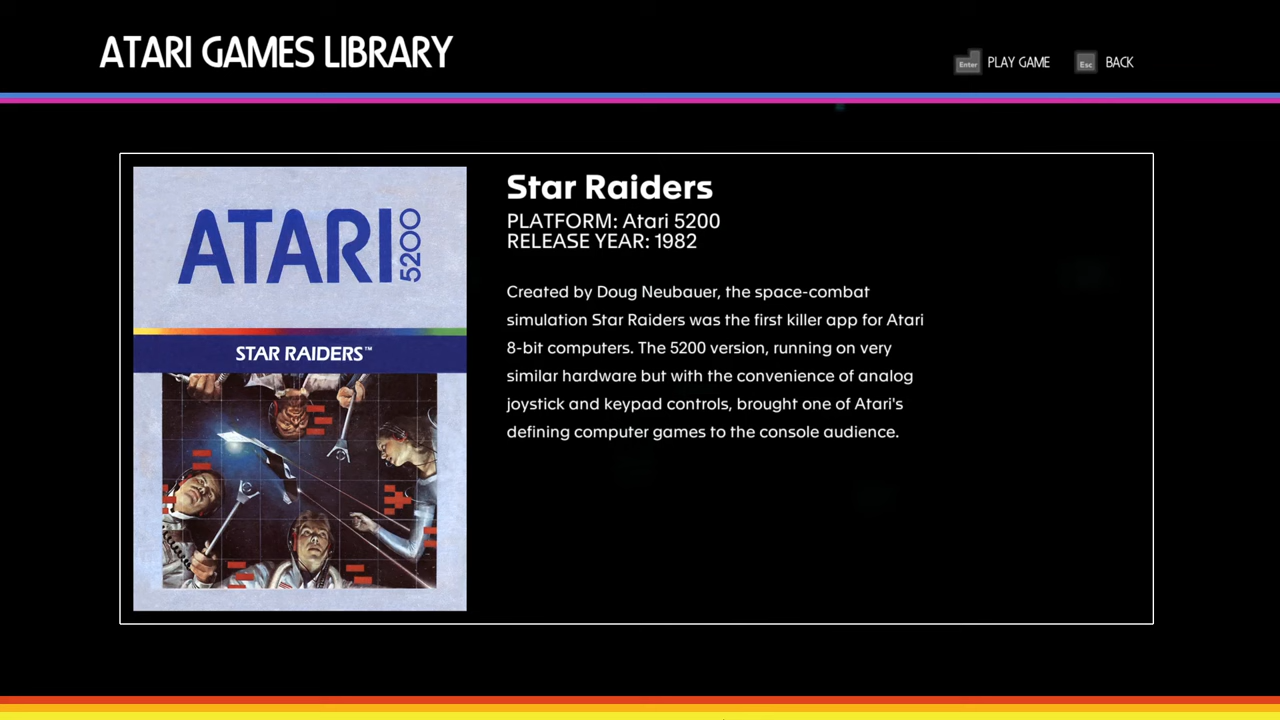 ATARI GAMES LIBRARY
Enter PLAY GAME Esc BACK
ATARI 5200
STAR RAIDERS™
Star Raiders
PLATFORM: Atari 5200
RELEASE YEAR: 1982
Created by Doug Neubauer, the space-combat
simulation Star Raiders was the first killer app for Atari
8-bit computers. The 5200 version, running on very
similar hardware but with the convenience of analog
joystick and keypad controls, brought one of Atari's
defining computer games to the console audience.